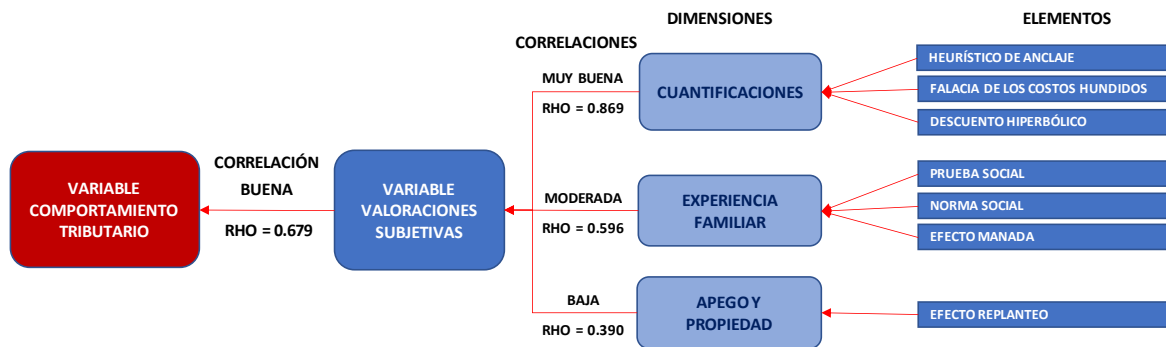 DIMENSIONES
ELEMENTOS
CORRELACIONES
MUY BUENA
RHO = 0.869
CUANTIFICACIONES
HEURÍSTICO DE ANCLAJE
FALACIA DE LOS COSTOS HUNDIDOS
DESCUENTO HIPERBÓLICO
VARIABLE
COMPORTAMIENTO
TRIBUTARIO
CORRELACIÓN
BUENA
RHO = 0.679
VARIABLE
VALORACIONES
SUBJETIVAS
MODERADA
RHO = 0.596
EXPERIENCIA
FAMILIAR
PRUEBA SOCIAL
NORMA SOCIAL
EFECTO MANADA
BAJA
RHO = 0.390
APEGO Y
PROPIEDAD
EFECTO REPLANTEO